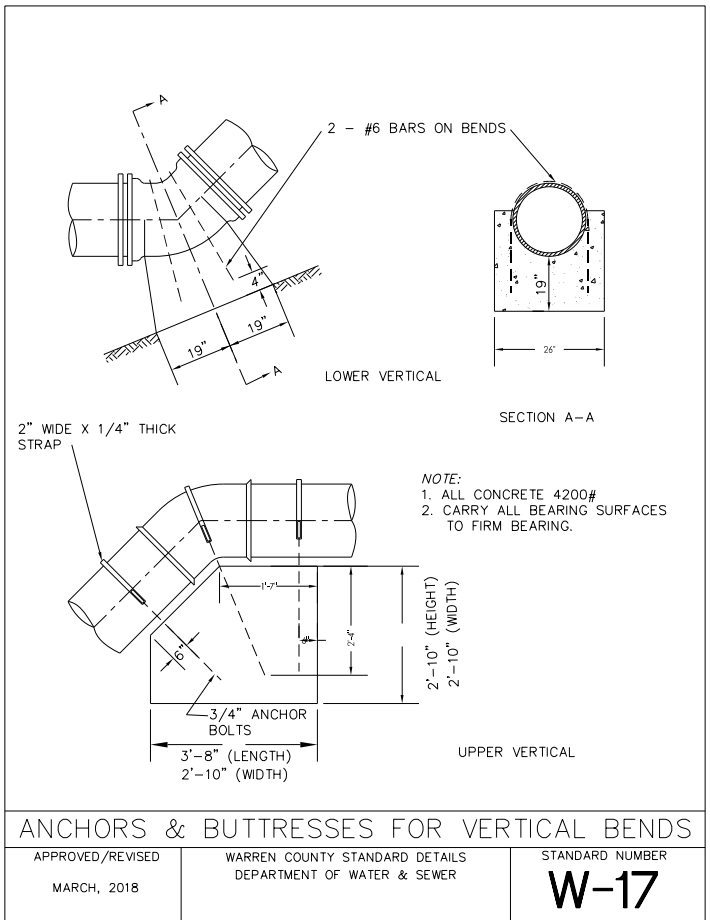 A
2 - #6 BARS ON BENDS
4"
19"
19"
A
LOWER VERTICAL
19"
26"
SECTION A-A
2" WIDE X 1/4" THICK
STRAP
NOTE:
1. ALL CONCRETE 4200#
2. CARRY ALL BEARING SURFACES
TO FIRM BEARING.
1'-7"
2'-4"
2'-10" (HEIGHT)
2'-10" (WIDTH)
6"
3/4" ANCHOR
BOLTS
3'-8" (LENGTH)
2'-10" (WIDTH)
UPPER VERTICAL
ANCHORS & BUTTRESSES FOR VERTICAL BENDS
APPROVED/REVISED
MARCH, 2018
WARREN COUNTY STANDARD DETAILS
DEPARTMENT OF WATER & SEWER
STANDARD NUMBER
W-17